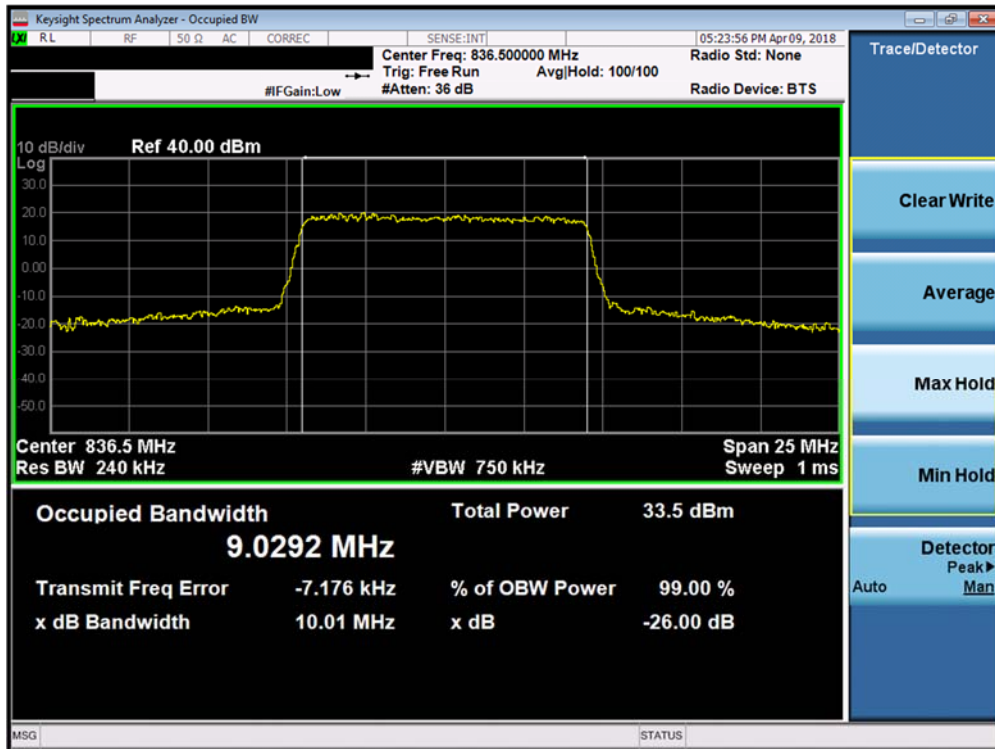 Keysight Spectrum Analyzer - Occupied BW
LXI RL RF 50 Ω AC CORREC SENSE:INT 05:23:56 PM Apr 09, 2018
Center Freq: 836.500000 MHz Radio Std: None
Trig: Free Run Avg|Hold: 100/100
#IFGain:Low #Atten: 36 dB Radio Device: BTS
10 dB/div Ref 40.00 dBm
Log
30.0
20.0
10.0
0.00
-10.0
-20.0
-30.0
-40.0
-50.0
Center 836.5 MHz Span 25 MHz
Res BW 240 kHz #VBW 750 kHz Sweep 1 ms
Occupied Bandwidth Total Power 33.5 dBm
9.0292 MHz
Transmit Freq Error -7.176 kHz % of OBW Power 99.00 %
x dB Bandwidth 10.01 MHz x dB -26.00 dB
Trace/Detector
Clear Write
Average
Max Hold
Min Hold
Detector
Peak▶
Auto Man
MSG STATUS